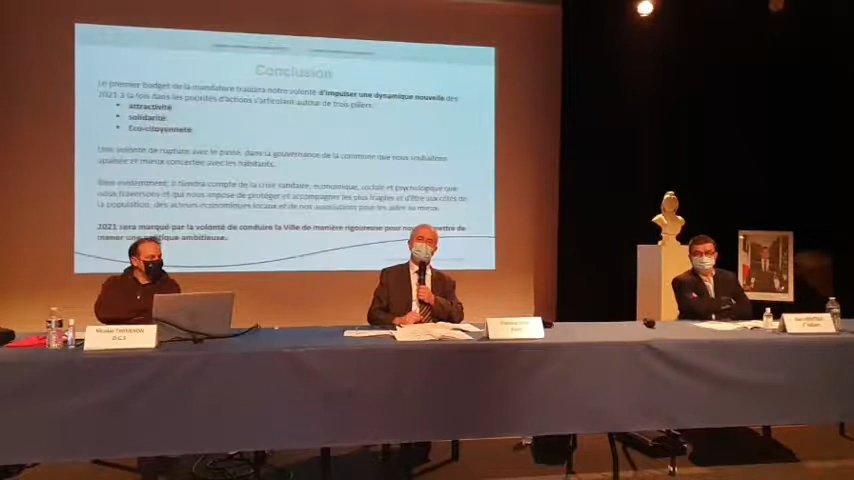 Conclusion
Le premier budget de la mandature traduira notre volonté d'impulser une dynamique nouvelle dès
2021 à la fois dans les priorités d'actions s'articulant autour de trois piliers:
• attractivité
• solidarité
• Eco-citoyenneté
Une volonté de rupture avec le passé, dans la gouvernance de la commune que nous souhaitons
apaisée et mieux concertée avec les habitants.
Bien évidemment, il tiendra compte de la crise sanitaire, économique, sociale et psychologique que
nous traversons et qui nous impose de protéger et accompagner les plus fragiles et d'être aux côtés de
la population, des acteurs économiques locaux et de nos associations pour les aider au mieux.
2021 sera marqué par la volonté de conduire la Ville de manière rigoureuse pour nous permettre de
mener une politique ambitieuse.
D.G.S